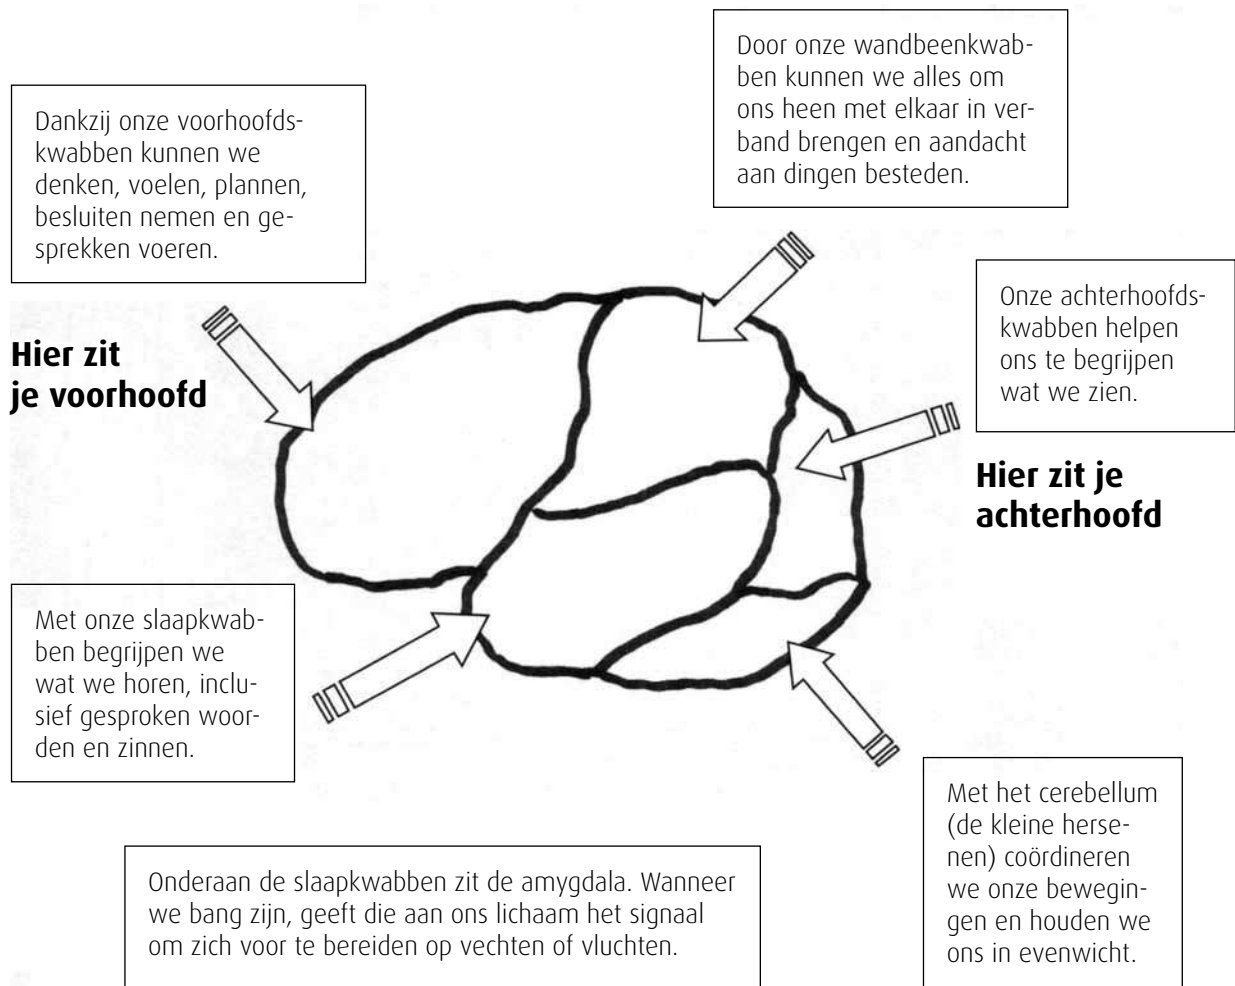 Door onze wandbeenkwab-
ben kunnen we alles om
ons heen met elkaar in ver-
band brengen en aandacht
aan dingen besteden.
Dankzij onze voorhoofds-
kwabben kunnen we
denken, voelen, plannen,
besluiten nemen en ge-
sprekken voeren.
Onze achterhoofds-
kwabben helpen
ons te begrijpen
wat we zien.
Hier zit
je voorhoofd
Hier zit je
achterhoofd
Met onze slaapkwab-
ben begrijpen we
wat we horen, inclu-
sief gesproken woor-
den en zinnen.
Met het cerebellum
(de kleine herse-
nen) coördineren
we onze bewegin-
gen en houden we
ons in evenwicht.
Onderaan de slaapkwabben zit de amygdala. Wanneer
we bang zijn, geeft die aan ons lichaam het signaal
om zich voor te bereiden op vechten of vluchten.